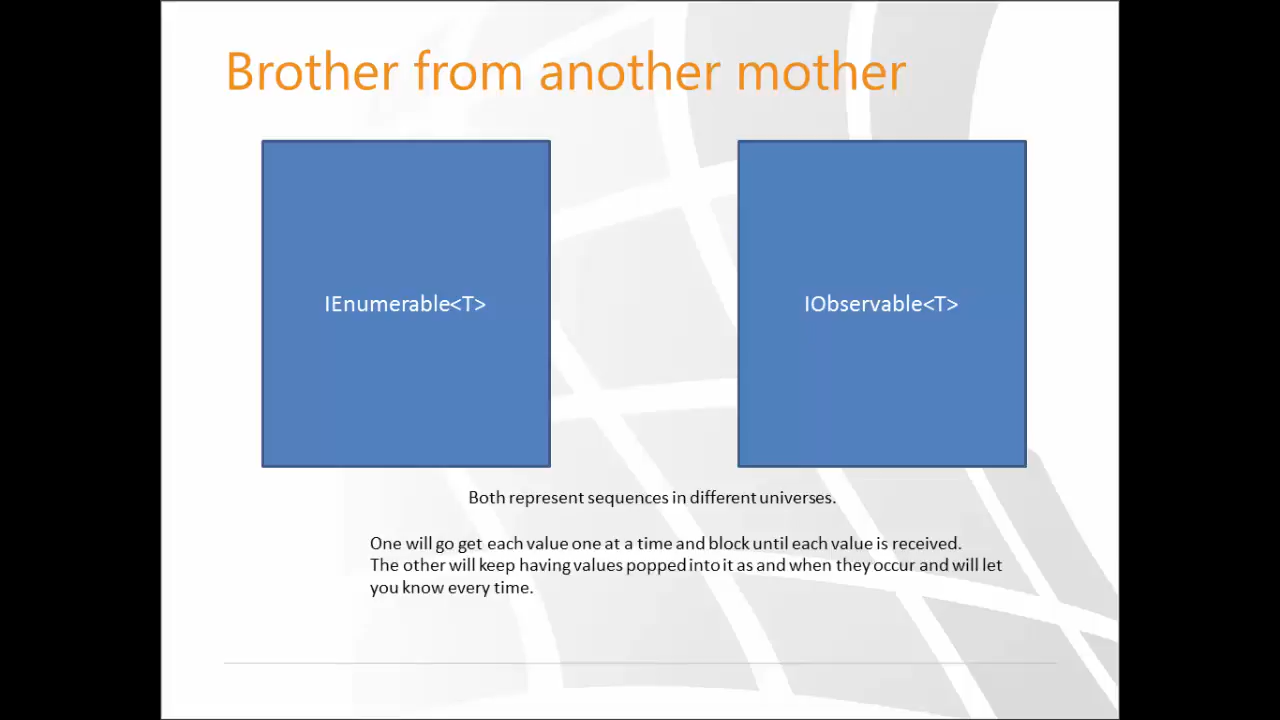 Brother from another mother
IEnumerable<T>
IObservable<T>
Both represent sequences in different universes.
One will go get each value one at a time and block until each value is received.
The other will keep having values popped into it as and when they occur and will let
you know every time.